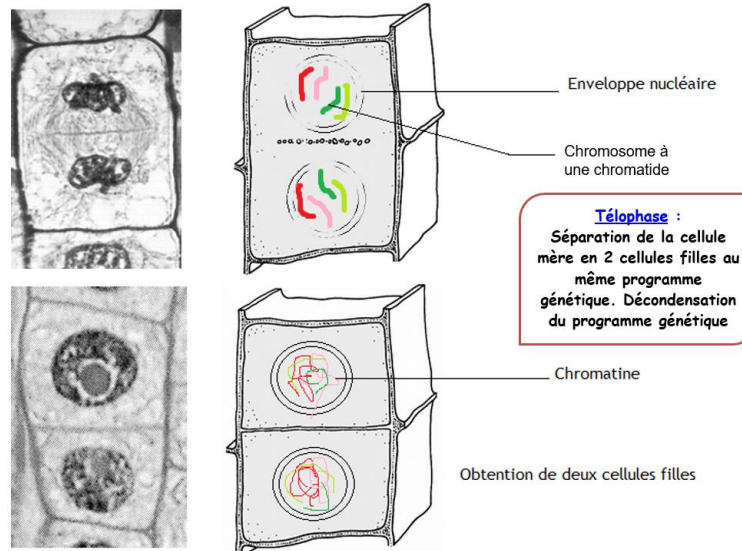 Enveloppe nucléaire
Chromosome à
une chromatide
Télophase :
Séparation de la cellule
mère en 2 cellules filles au
même programme
génétique. Décondensation
du programme génétique
Chromatine
Obtention de deux cellules filles